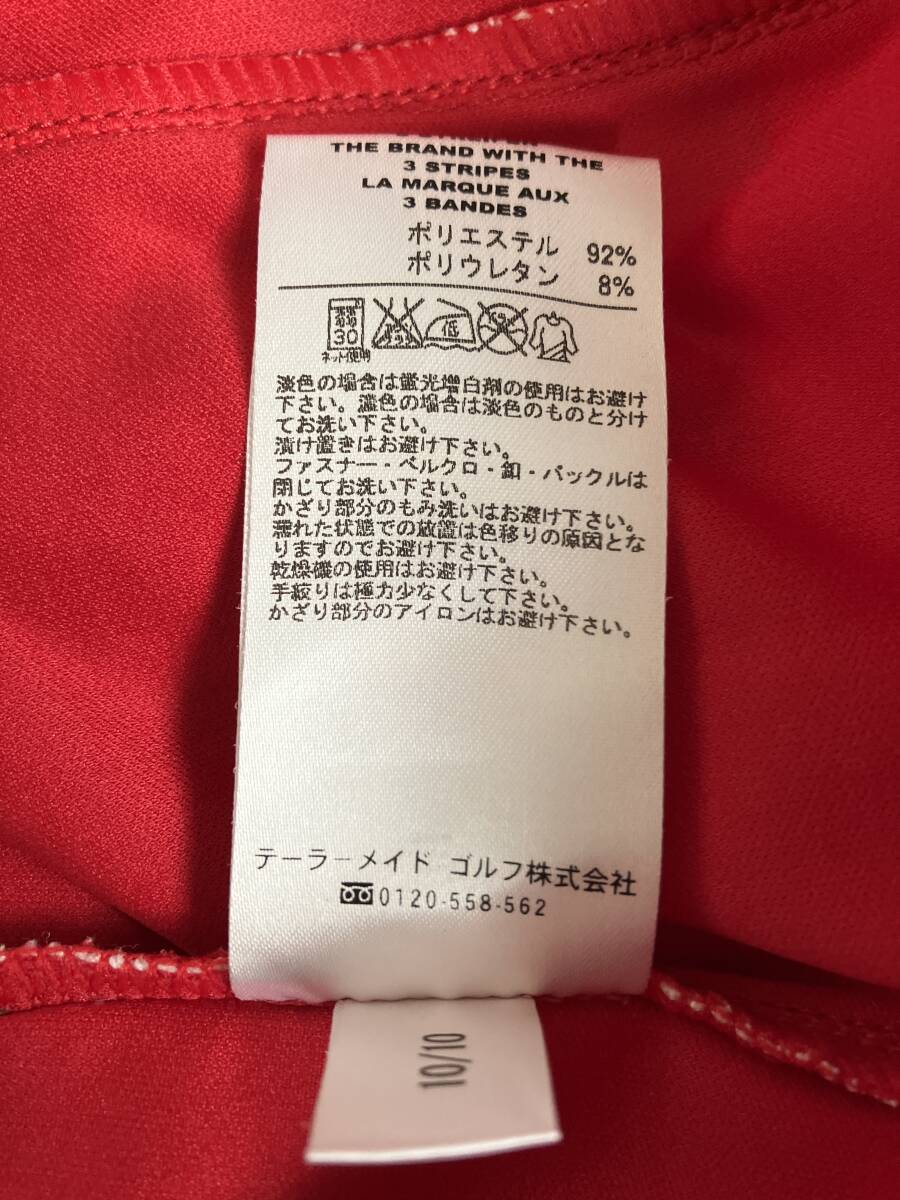 THE BRAND WITH THE
3 STRIPES
LA MARQUE AUX
3 BANDES
ポリエステル 92%
ポリウレタン 8%
30 低
ネット使用
淡色の場合は蛍光増白剤の使用はお避け
下さい。濃色の場合は淡色のものと分け
てお洗い下さい。
漬け置きはお避け下さい。
ファスナー・ベルクロ・釦・バックルは
閉じてお洗い下さい。
かざり部分のもみ洗いはお避け下さい。
濡れた状態での放置は色移りの原因とな
りますのでお避け下さい。
乾燥機の使用はお避け下さい。
手絞りは極力少なくして下さい。
かざり部分のアイロンはお避け下さい。
テーラーメイド ゴルフ株式会社
0120-558-562
10/10